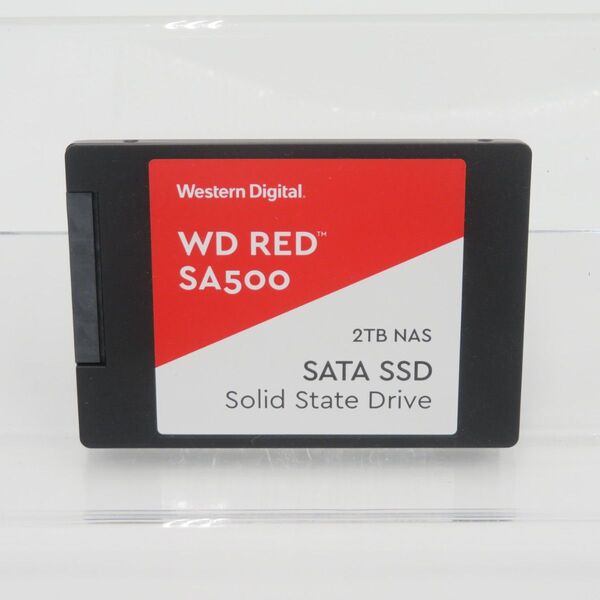 Western Digital.
WD RED™
SA500
2TB NAS
SATA SSD
Solid State Drive